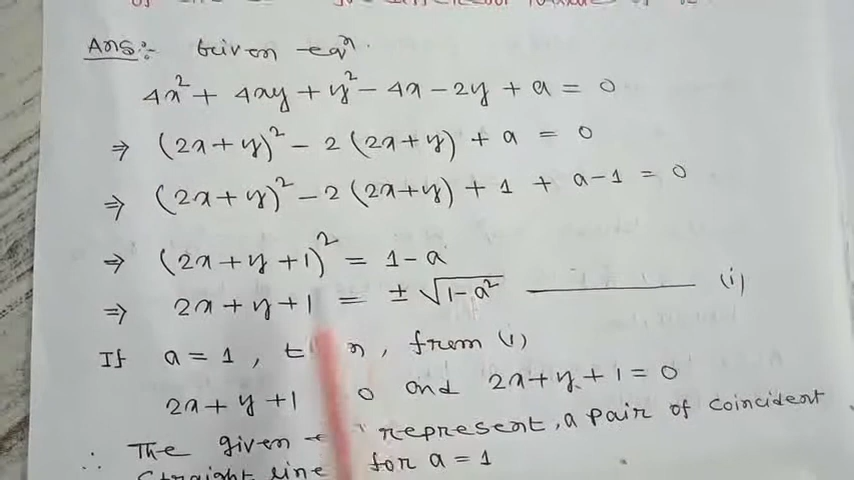 Ans:- Given eqn.
4x² + 4xy + y² - 4x - 2y + a = 0
⇒ (2x+y)² - 2(2x+y) + a = 0
⇒ (2x+y)² - 2(2x+y) + 1 + a-1 = 0
⇒ (2x+y+1)² = 1-a
⇒ 2x+y+1 = ± √1-a² ——— (i)
If a=1, from (i)
2x+y+1 0 and 2x+y+1=0
∴ The given represent, a pair of coincident
straight line for a=1